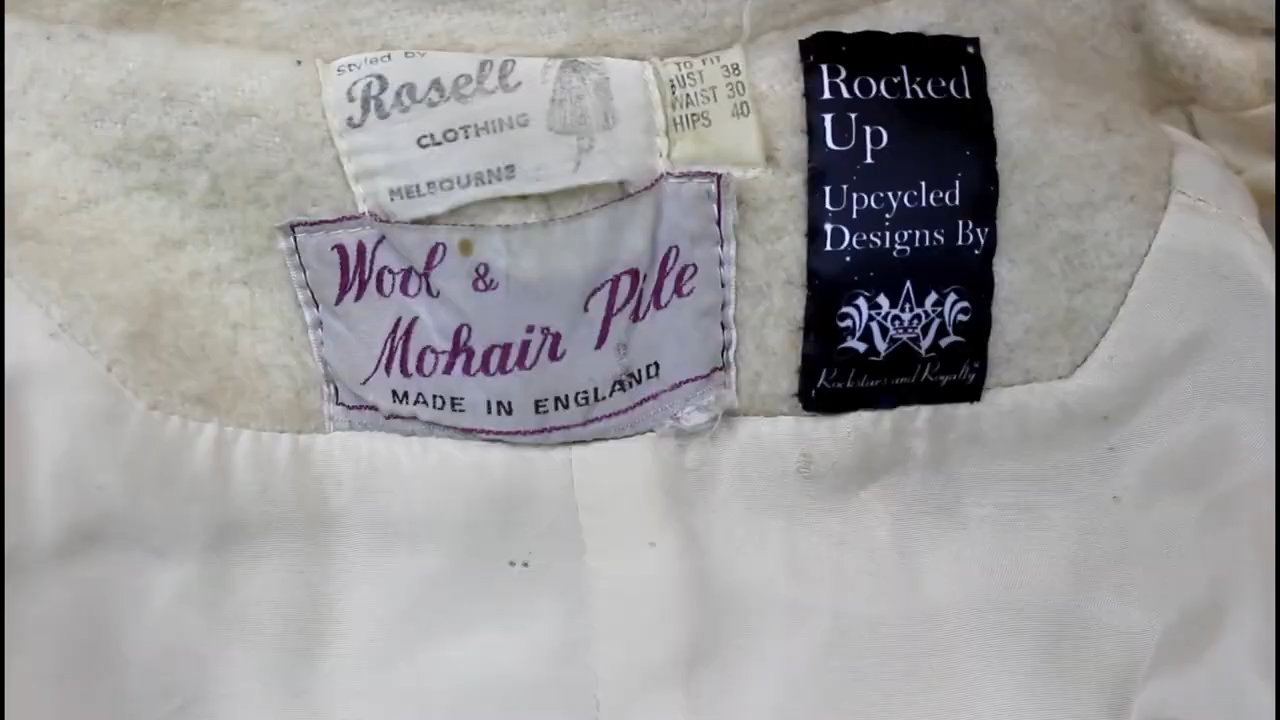 Styled by
Rosell
CLOTHING
MELBOURNE
TO FIT
BUST 38
WAIST 30
HIPS 40
Wool &
Mohair Pile
MADE IN ENGLAND
Rocked
Up
Upcycled
Designs By
Rockstars and Royalty